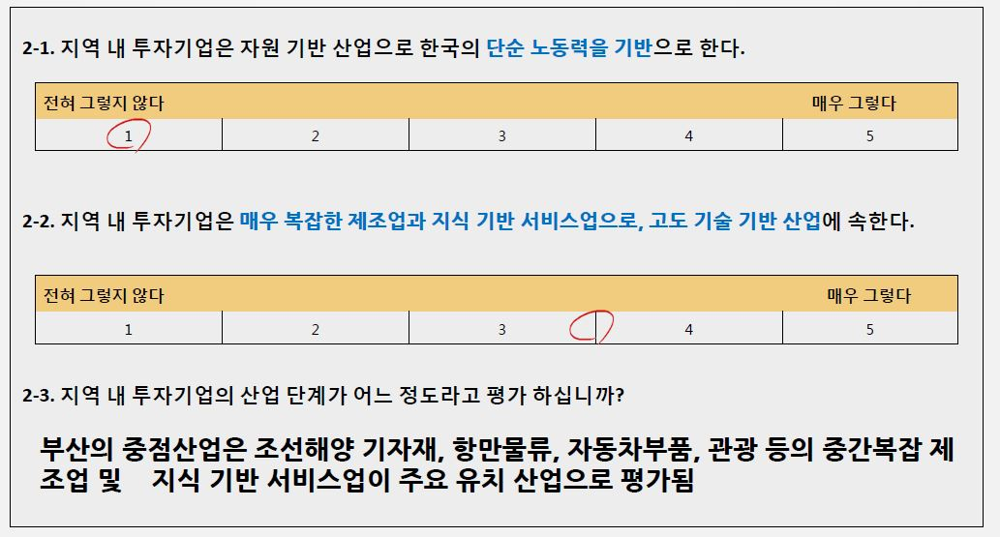 2-1. 지역 내 투자기업은 자원 기반 산업으로 한국의 단순 노동력을 기반으로 한다.
전혀 그렇지 않다 매우 그렇다
1 2 3 4 5
2-2. 지역 내 투자기업은 매우 복잡한 제조업과 지식 기반 서비스업으로, 고도 기술 기반 산업에 속한다.
전혀 그렇지 않다 매우 그렇다
1 2 3 4 5
2-3. 지역 내 투자기업의 산업 단계가 어느 정도라고 평가 하십니까?
부산의 중점산업은 조선해양 기자재, 항만물류, 자동차부품, 관광 등의 중간복잡 제
조업 및 지식 기반 서비스업이 주요 유치 산업으로 평가됨